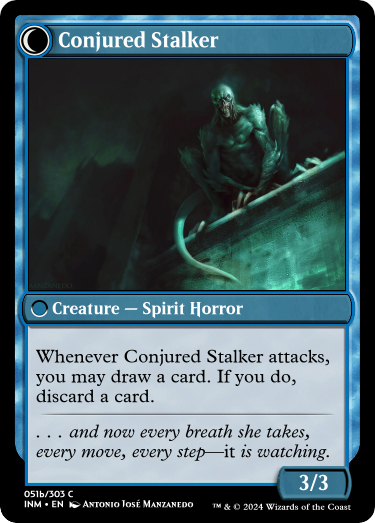 Conjured Stalker
Creature — Spirit Horror
Whenever Conjured Stalker attacks,
you may draw a card. If you do,
discard a card.
. . . and now every breath she takes,
every move, every step—it is watching.
3/3
051b/303 C
INM • EN Antonio José Manzanedo
™ & © 2024 Wizards of the Coast